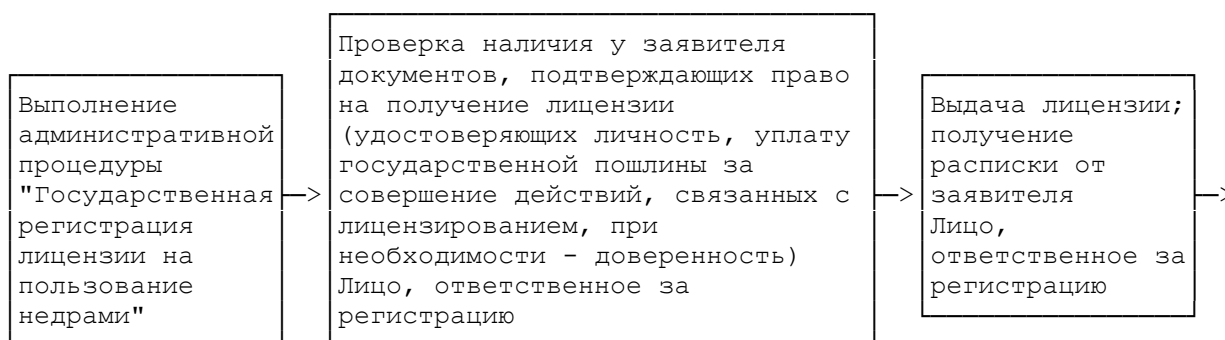 Выполнение
административной
процедуры
"Государственная
регистрация
лицензии на
пользование
недрами"
Проверка наличия у заявителя
документов, подтверждающих право
на получение лицензии
(удостоверяющих личность, уплату
государственной пошлины за
совершение действий, связанных с
лицензированием, при
необходимости - доверенность)
Лицо, ответственное за
регистрацию
Выдача лицензии;
получение
расписки от
заявителя
Лицо,
ответственное за
регистрацию